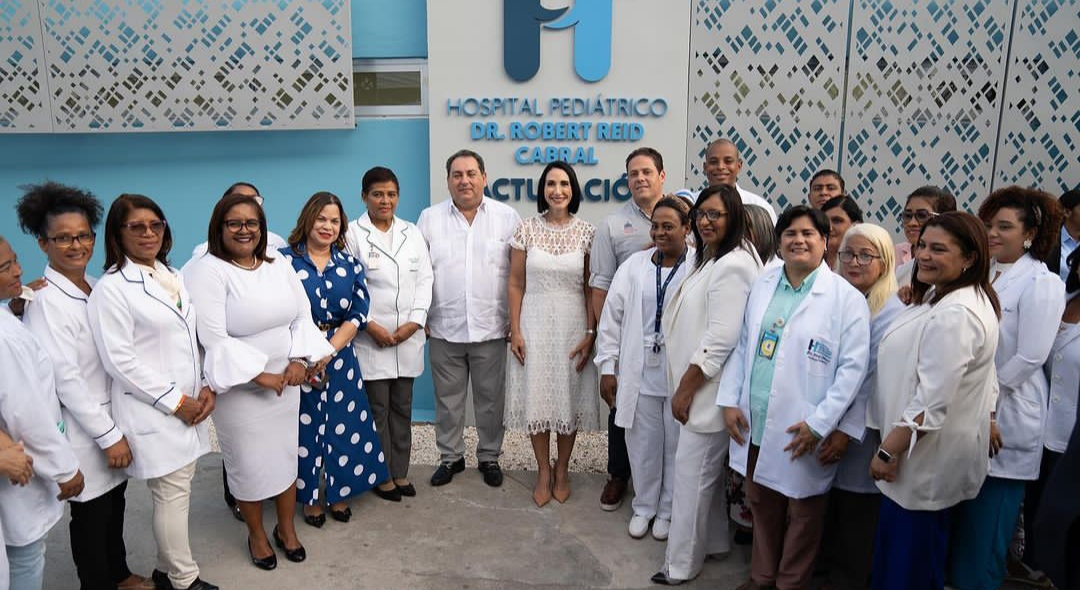 HOSPITAL PEDIÁTRICO
DR. ROBERT REID
CABRAL